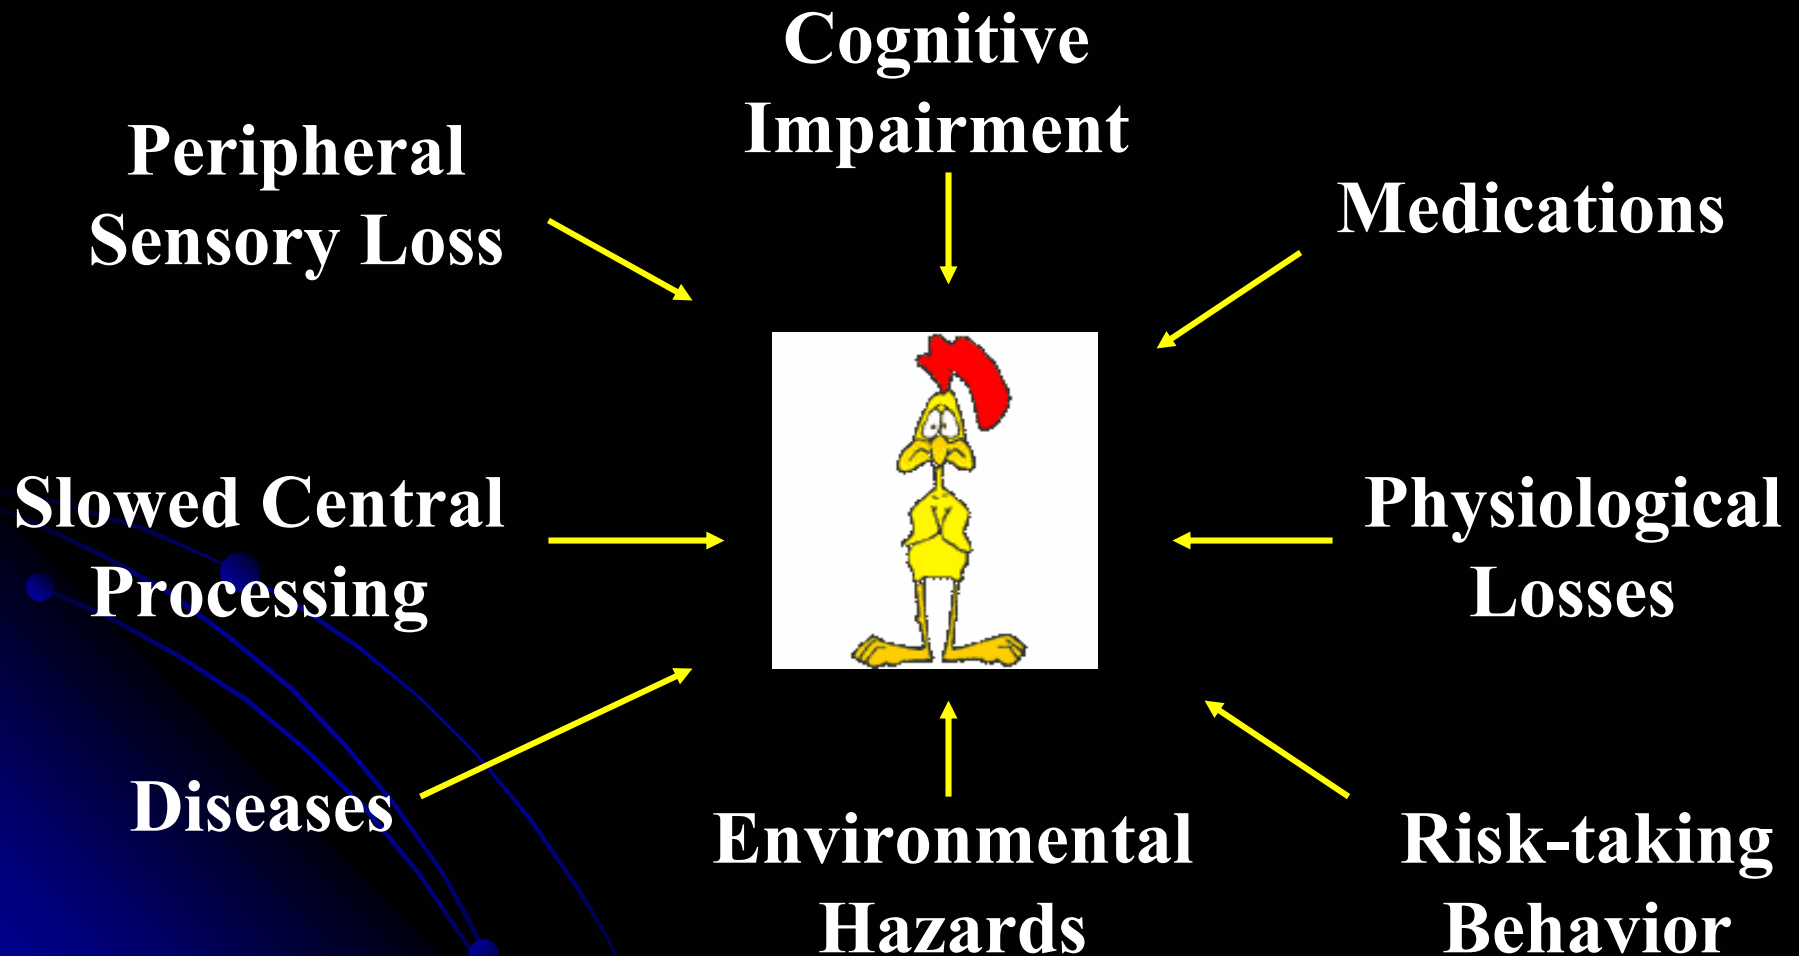 Cognitive
Impairment
Peripheral
Sensory Loss
Medications
Slowed Central
Processing
Physiological
Losses
Diseases
Environmental
Hazards
Risk-taking
Behavior